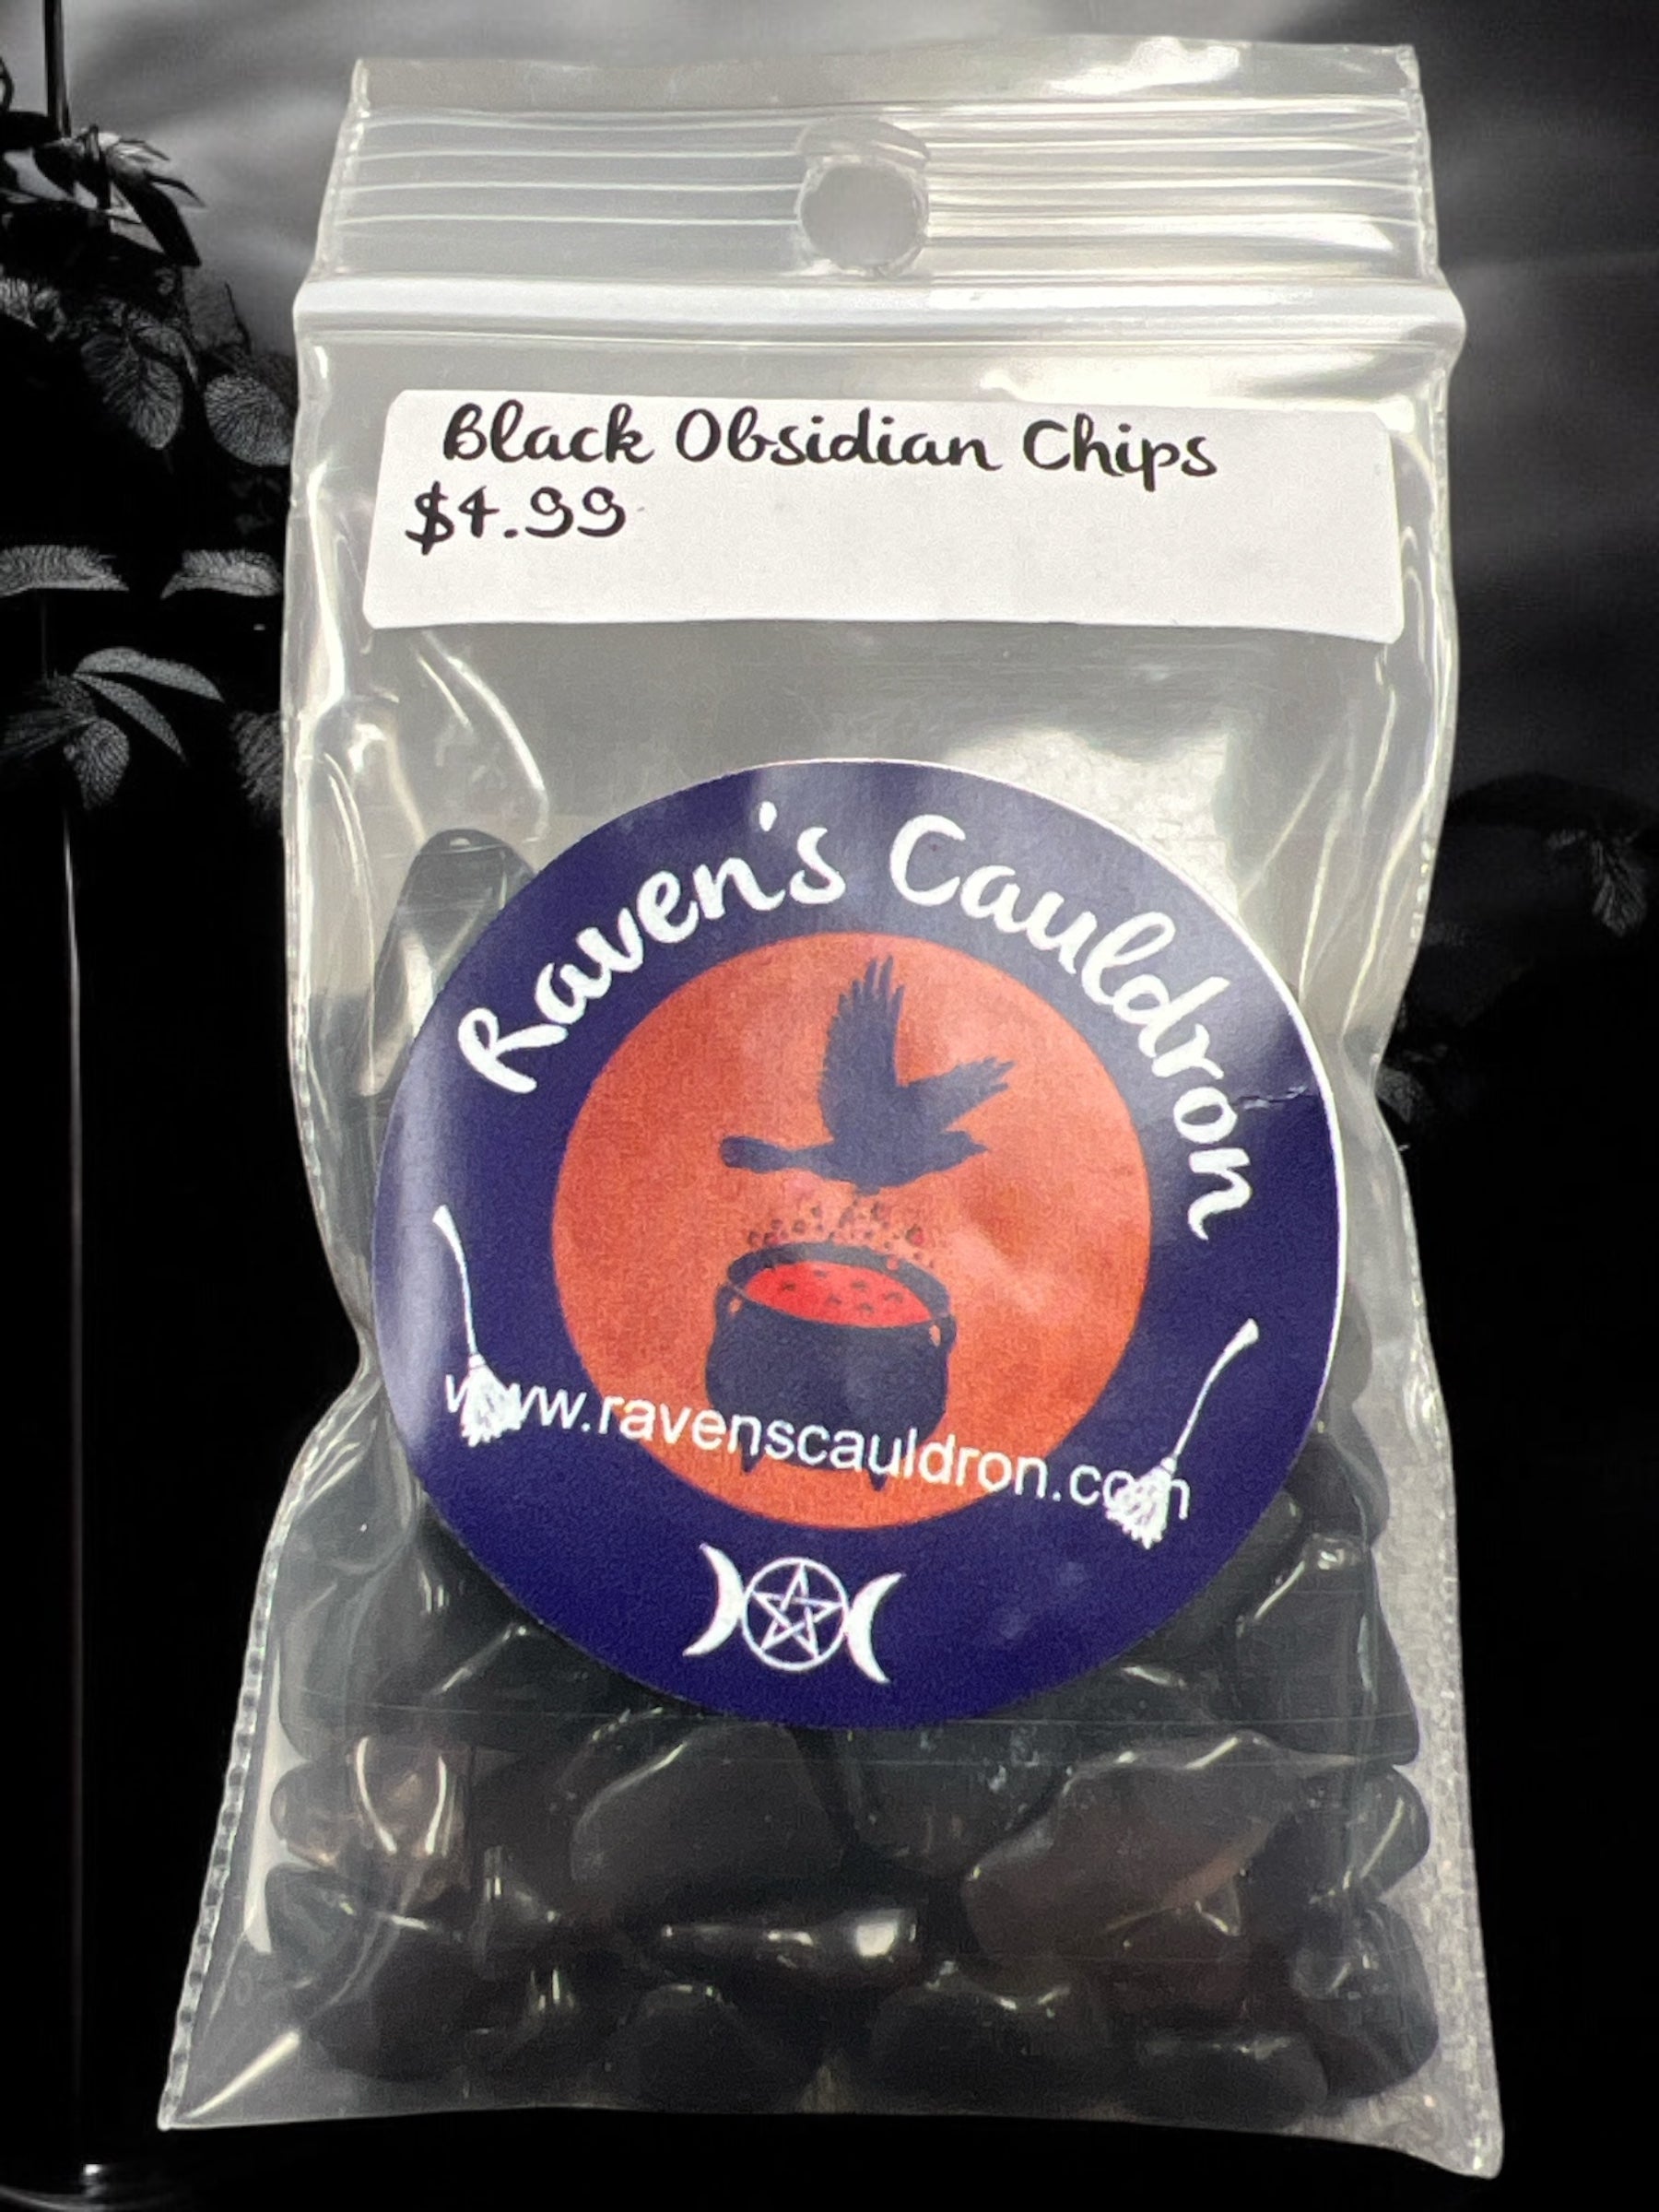 Black Obsidian Chips
$4.99
Raven's Cauldron
www.ravenscauldron.com